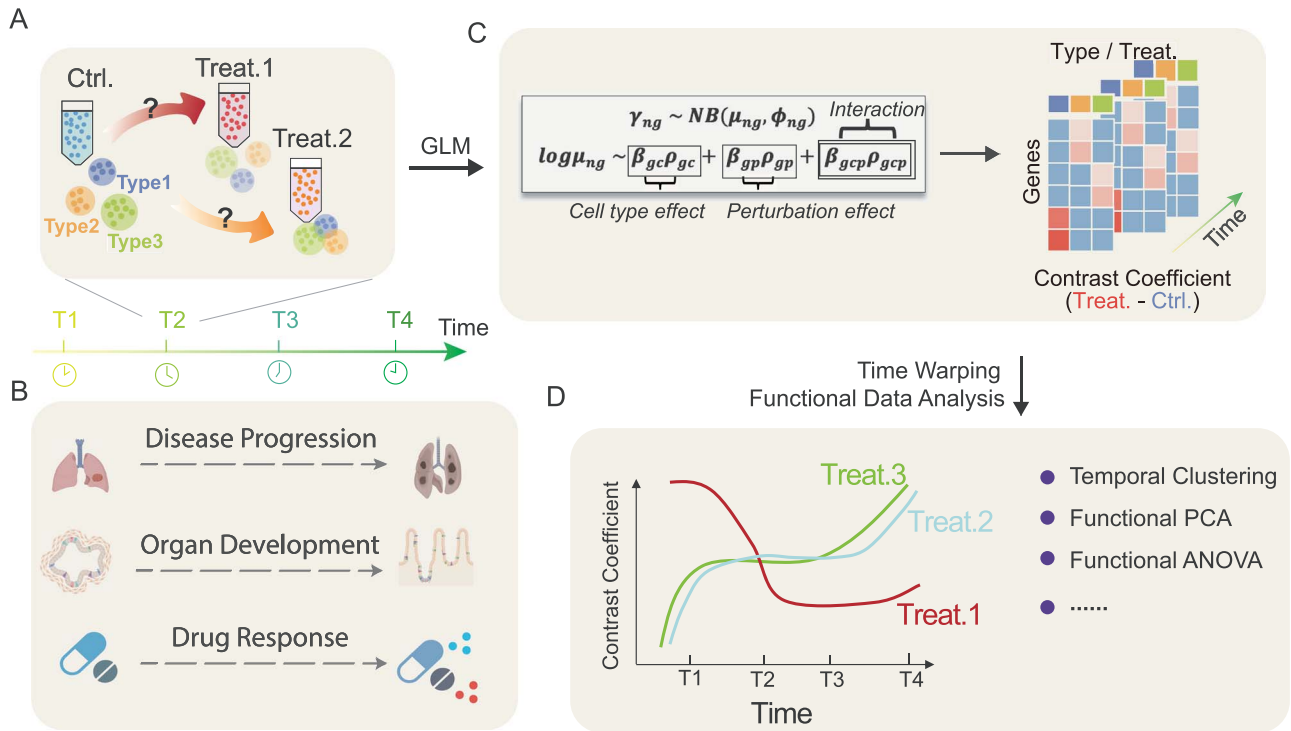 A
Ctrl.
Treat.1
?
Treat.2
Type1
Type2
Type3
?
T1
T2
T3
T4
Time
GLM
B
Disease Progression
Organ Development
Drug Response
C
γng ~ NB(μng, ϕng)
Interaction
logμng ~ βgcρgc + βgpρgp + βgcpρgcp
Cell type effect
Perturbation effect
Type / Treat.
Genes
Time
Contrast Coefficient
(Treat. - Ctrl.)
Time Warping
Functional Data Analysis
D
Contrast Coefficient
Treat.3
Treat.2
Treat.1
T1
T2
T3
T4
Time
Temporal Clustering
Functional PCA
Functional ANOVA
......